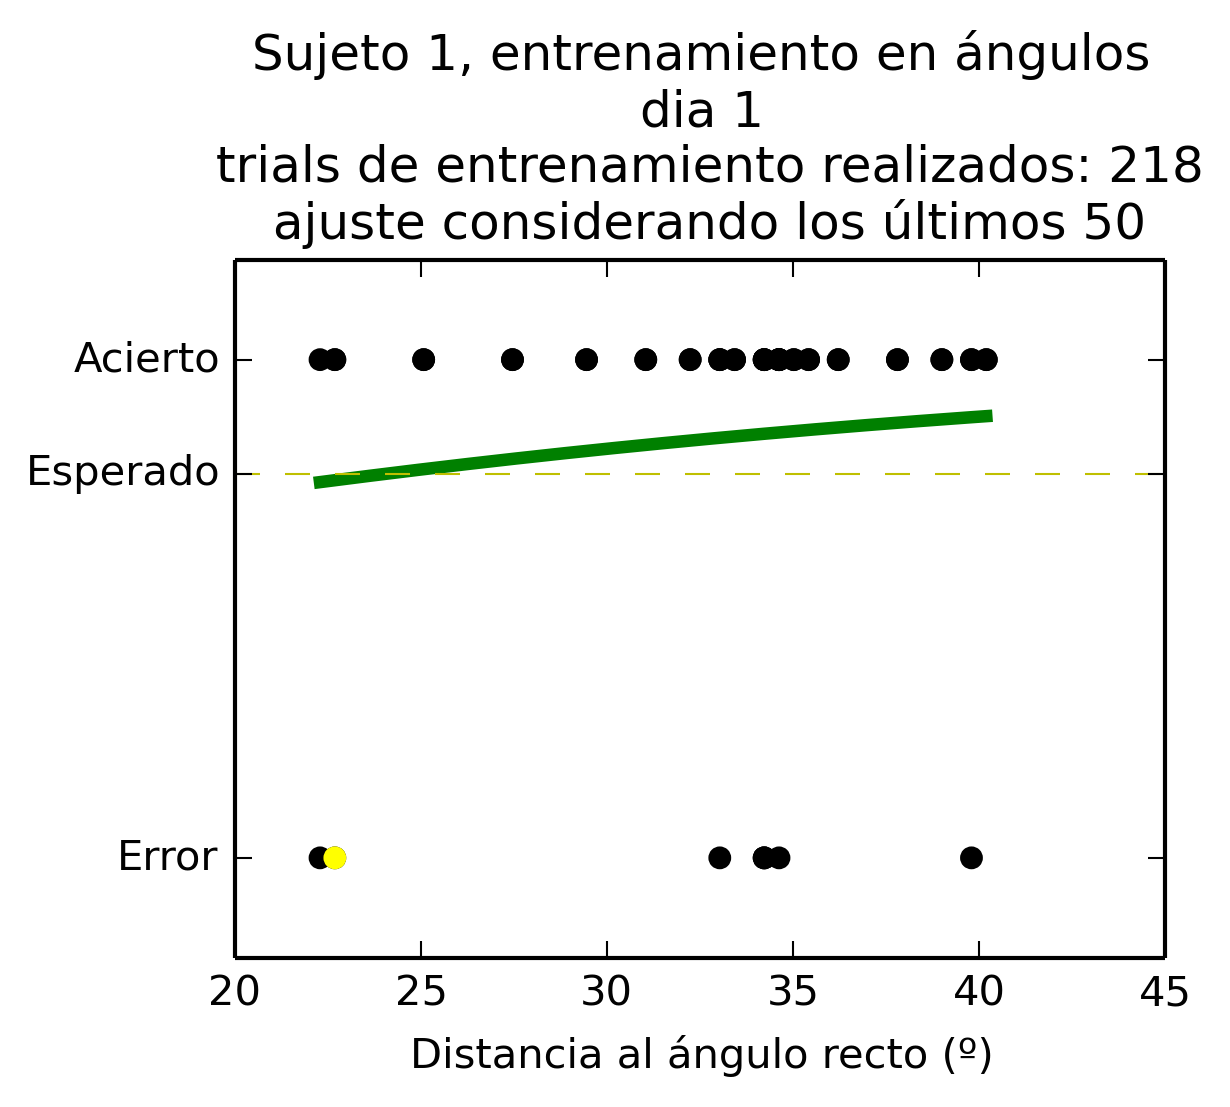 Sujeto 1, entrenamiento en ángulos
dia 1
trials de entrenamiento realizados: 218
ajuste considerando los últimos 50
Acierto
Esperado
Error
20 25 30 35 40 45
Distancia al ángulo recto (º)